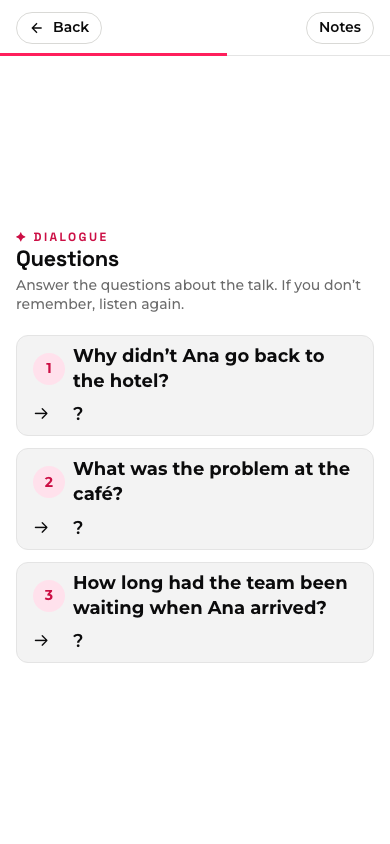 ← Back
Notes
✦ DIALOGUE
Questions
Answer the questions about the talk. If you don’t
remember, listen again.
1
Why didn’t Ana go back to
the hotel?
→ ?
2
What was the problem at the
café?
→ ?
3
How long had the team been
waiting when Ana arrived?
→ ?